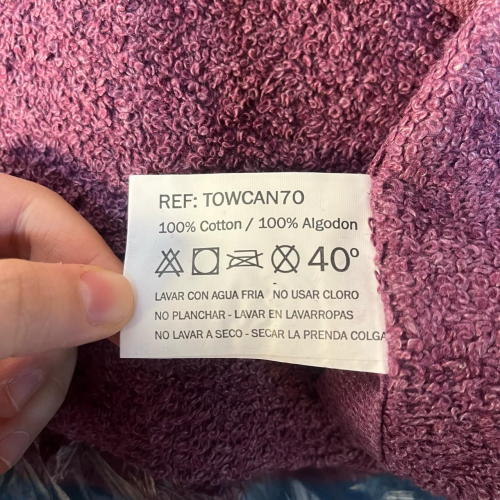 REF: TOWCAN70
100% Cotton / 100% Algodon
40º
LAVAR CON AGUA FRIA NO USAR CLORO
NO PLANCHAR - LAVAR EN LAVARROPAS
NO LAVAR A SECO - SECAR LA PRENDA COLGA